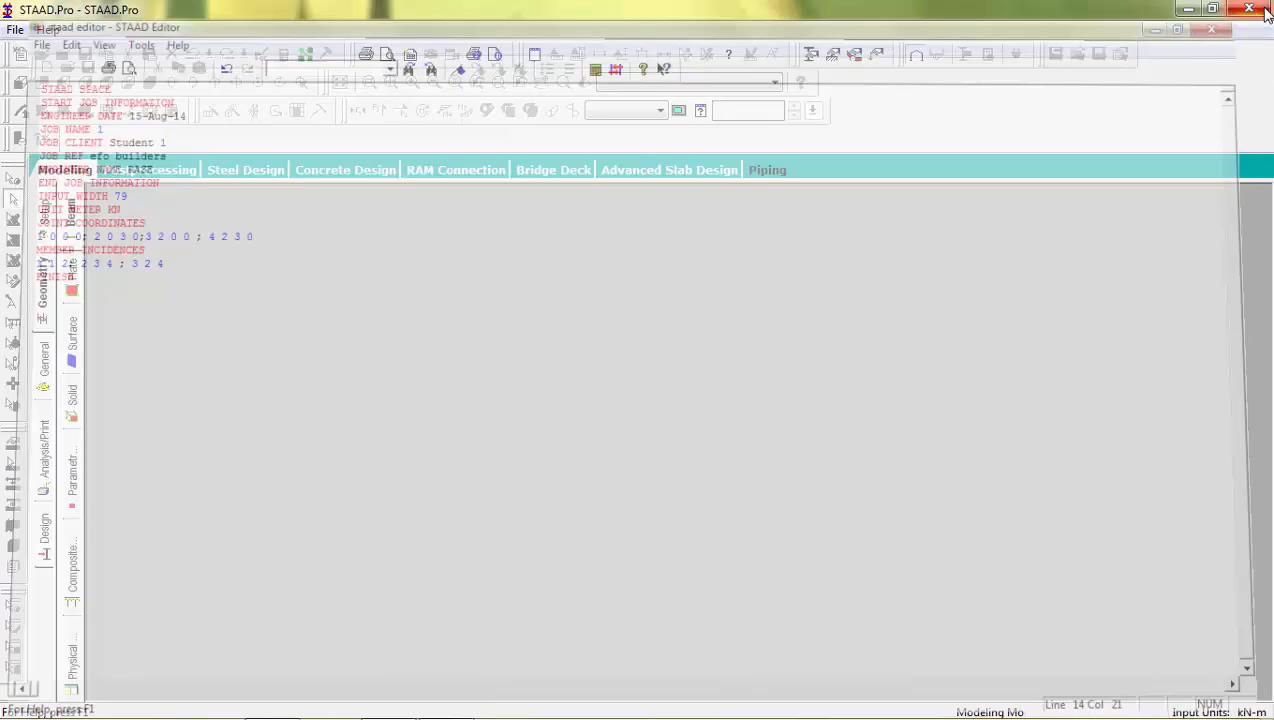 STAAD.Pro - STAAD.Pro
File Help
staad editor - STAAD Editor
File Edit View Tools Help
STAAD SPACE
START JOB INFORMATION
ENGINEER DATE 15-Aug-14
JOB NAME 1
JOB CLIENT Student 1
JOB REF efo builders
NAME BASE
END JOB INFORMATION
INPUT WIDTH 79
UNIT METER KN
JOINT COORDINATES
1 0 0 0; 2 0 3 0;3 2 0 0 ; 4 2 3 0
MEMBER INCIDENCES
1 1 2; 2 3 4 ; 3 2 4
FINISH
Modeling Steel Design Concrete Design RAM Connection Bridge Deck Advanced Slab Design Piping
Setup
Geometry
General
Analysis/Print
Design
Beam
Plate
Surface
Solid
Parametr...
Composite...
Physical ...
For Help, press F1
Line 14 Col 21
NUM
Modeling Mo
Input Units: kN-m